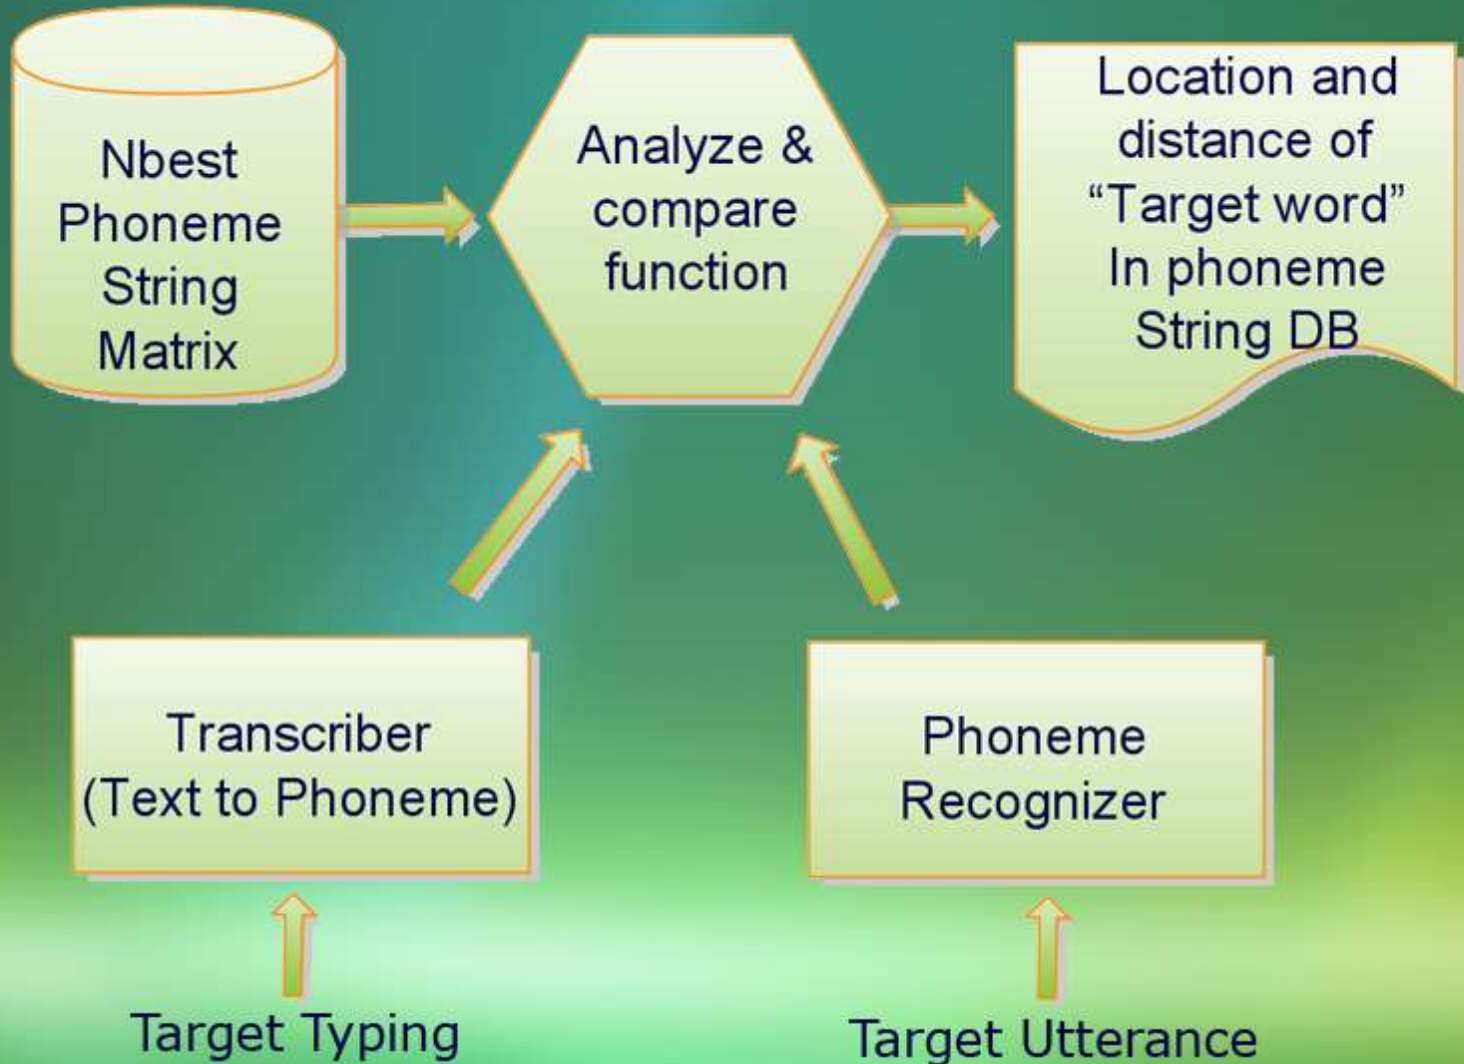 Nbest
Phoneme
String
Matrix
Analyze &
compare
function
Location and
distance of
“Target word”
In phoneme
String DB
Transcriber
(Text to Phoneme)
Phoneme
Recognizer
Target Typing
Target Utterance